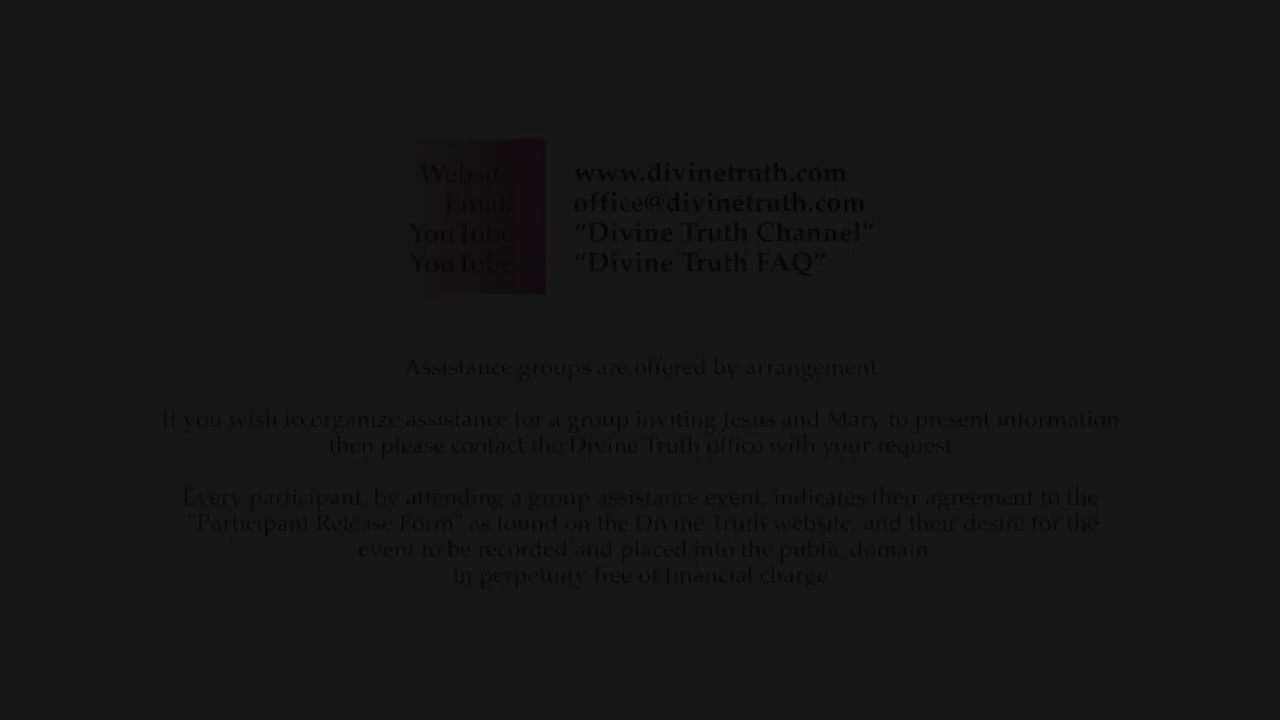 Website www.divinetruth.com
Email office@divinetruth.com
YouTube “Divine Truth Channel”
YouTube “Divine Truth FAQ”
Assistance groups are offered by arrangement
If you wish to organize assistance for a group inviting Jesus and Mary to present information
then please contact the Divine Truth office with your request
Every participant, by attending a group assistance event, indicates their agreement to the
"Participant Release Form" as found on the Divine Truth website, and their desire for the
event to be recorded and placed into the public domain
in perpetuity free of financial charge